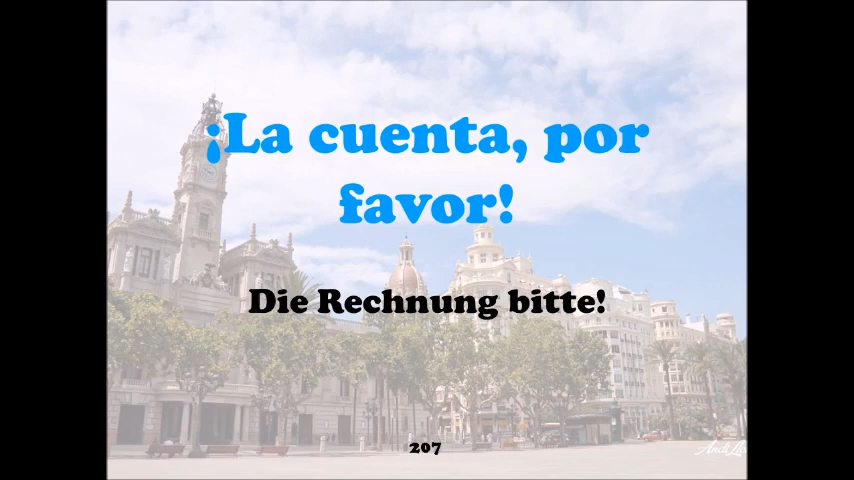 ¡La cuenta, por
favor!
Die Rechnung bitte!
207